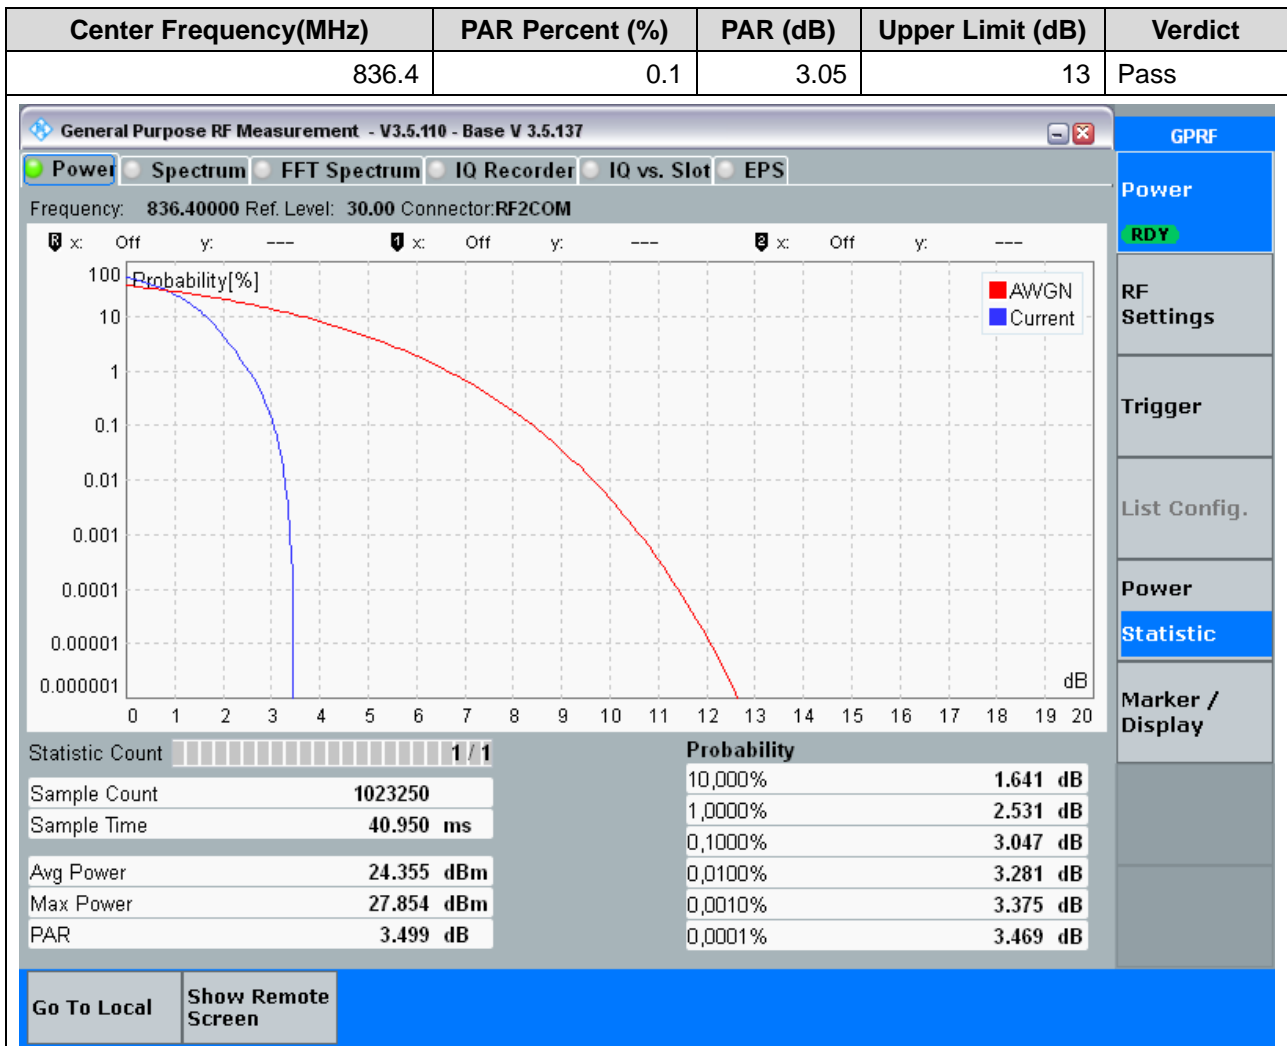 Center Frequency(MHz) PAR Percent (%) PAR (dB) Upper Limit (dB) Verdict
836.4 0.1 3.05 13 Pass
General Purpose RF Measurement - V3.5.110 - Base V 3.5.137
GPRF
Power Spectrum FFT Spectrum IQ Recorder IQ vs. Slot EPS
Frequency: 836.40000 Ref. Level: 30.00 Connector:RF2COM
R x: Off y: --- 1 x: Off y: --- 2 x: Off y: ---
Probability[%]
AWGN
Current
100
10
1
0.1
0.01
0.001
0.0001
0.00001
0.000001
dB
0 1 2 3 4 5 6 7 8 9 10 11 12 13 14 15 16 17 18 19 20
Statistic Count 1 / 1
Sample Count 1023250
Sample Time 40.950 ms
Avg Power 24.355 dBm
Max Power 27.854 dBm
PAR 3.499 dB
Probability
10,000% 1.641 dB
1,0000% 2.531 dB
0,1000% 3.047 dB
0,0100% 3.281 dB
0,0010% 3.375 dB
0,0001% 3.469 dB
Power
RDY
RF
Settings
Trigger
List Config.
Power
Statistic
Marker /
Display
Go To Local
Show Remote
Screen